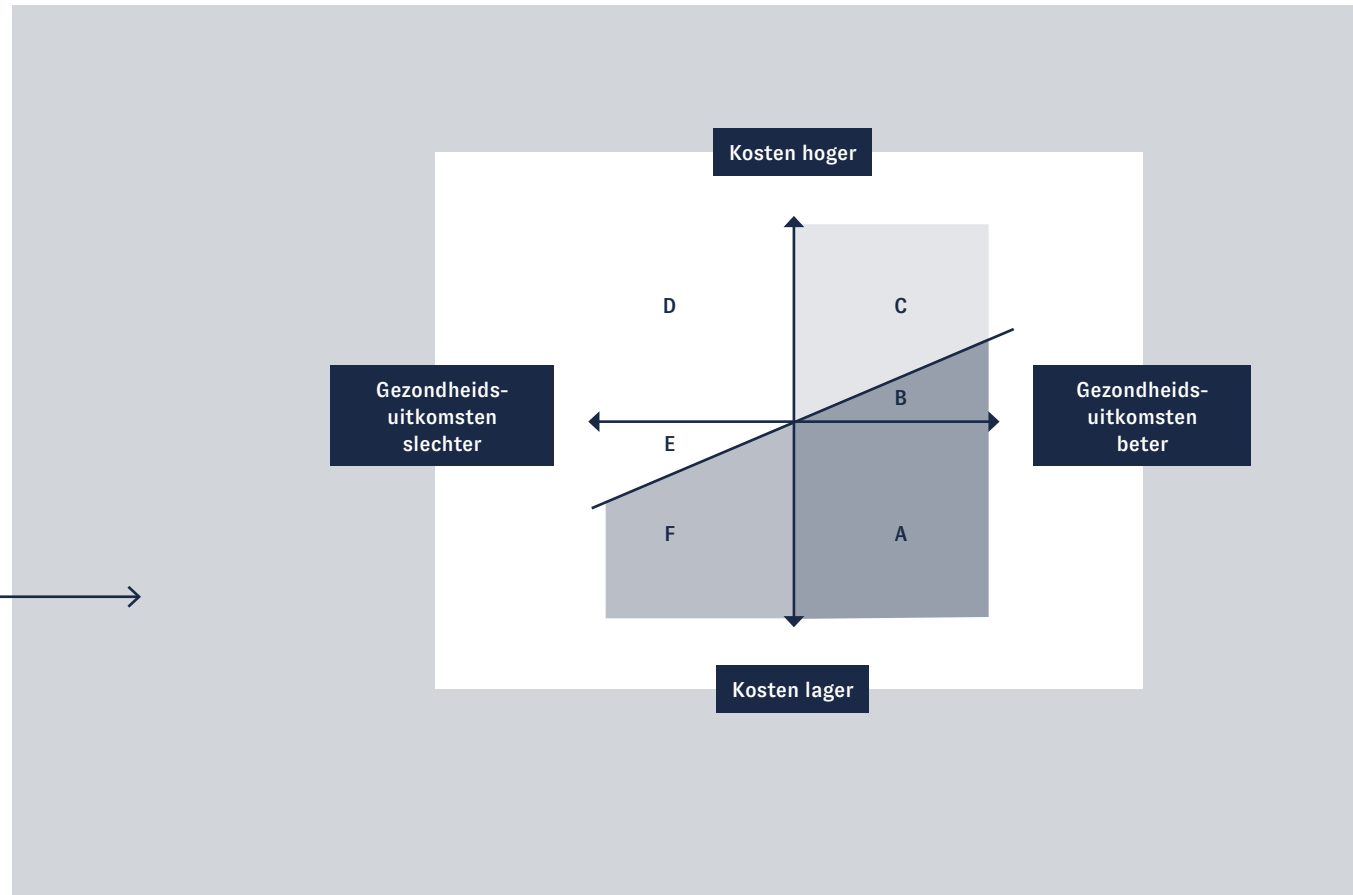 Kosten hoger
D
C
Gezondheids-
uitkomsten
slechter
B
Gezondheids-
uitkomsten
beter
E
F
A
Kosten lager